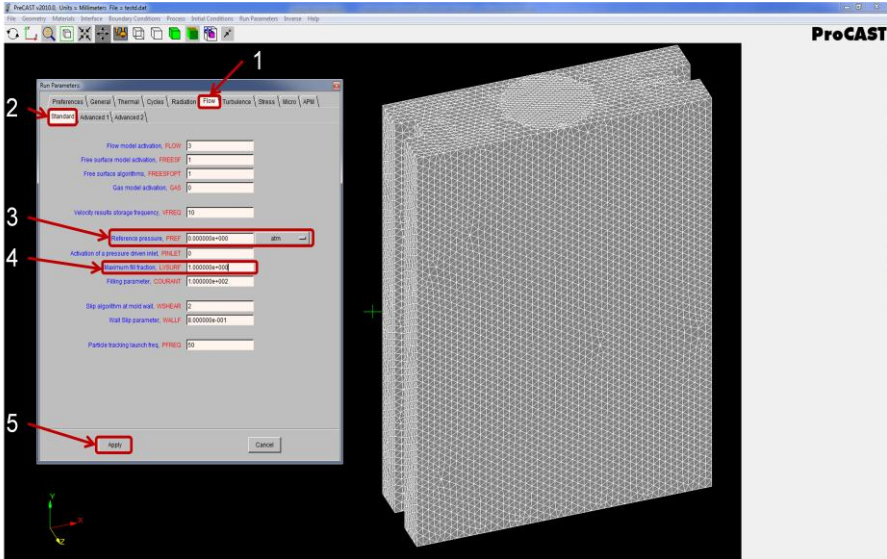 PreCAST v2010.0, Units = Millimeters File = testd.dat
File Geometry Materials Interface Boundary Conditions Process Initial Conditions Run Parameters Inverse Help
ProCAST
1
Run Parameters
Preferences General Thermal Cycles Radiation Flow Turbulence Stress Micro APM
2
Standard Advanced 1 Advanced 2
Flow model activation, FLOW 3
Free surface model activation, FREESF 1
Free surface algorithms, FREESFOPT 1
Gas model activation, GAS 0
Velocity results storage frequency, VFREQ 10
3
Reference pressure, PREF 0.000000e+000 atm
Activation of a pressure driven inlet, PINLET 0
4
Maximum fill fraction, LVSURF 1.000000e+000
Filling parameter, COURANT 1.000000e+002
Slip algorithm at mold wall, WSHEAR 2
Wall Slip parameter, WALLF 8.000000e-001
Particle tracking launch freq, PFREQ 50
5
Apply Cancel
Y
X
Z